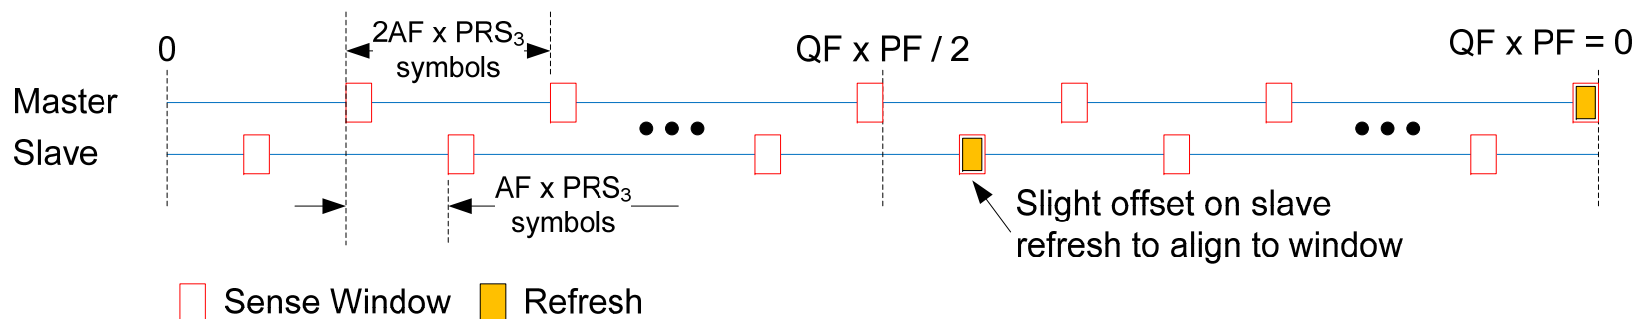 2AF x PRS₃
symbols
0
QF x PF / 2
QF x PF = 0
Master
Slave
AF x PRS₃
symbols
Slight offset on slave
refresh to align to window
Sense Window
Refresh